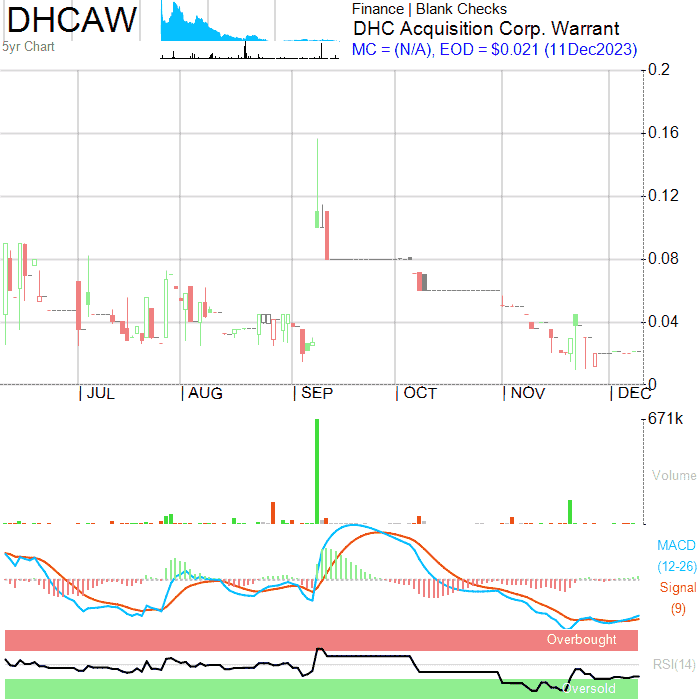 DHCAW
5yr Chart
Finance | Blank Checks
DHC Acquisition Corp. Warrant
MC = (N/A), EOD = $0.021 (11Dec2023)
0.2
0.16
0.12
0.08
0.04
0
JUL AUG SEP OCT NOV DEC
671k
Volume
MACD
(12-26)
Signal
(9)
Overbought
RSI(14)
Oversold